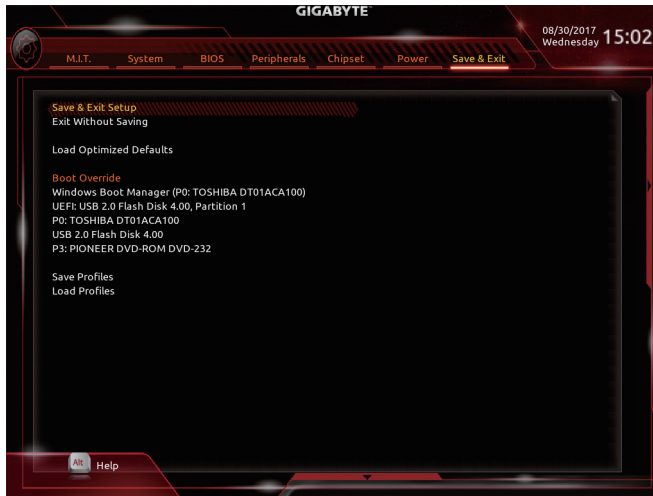 GIGABYTE
08/30/2017
Wednesday
15:02
M.I.T.
System
BIOS
Peripherals
Chipset
Power
Save & Exit
Save & Exit Setup
Exit Without Saving
Load Optimized Defaults
Boot Override
Windows Boot Manager (P0: TOSHIBA DT01ACA100)
UEFI: USB 2.0 Flash Disk 4.00, Partition 1
P0: TOSHIBA DT01ACA100
USB 2.0 Flash Disk 4.00
P3: PIONEER DVD-ROM DVD-232
Save Profiles
Load Profiles
Alt
Help